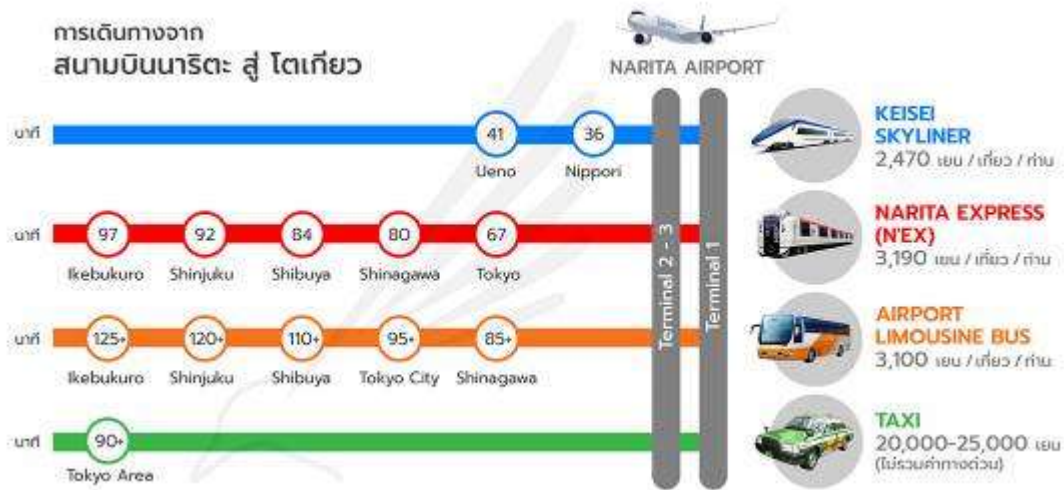 การเดินทางจาก
สนามบินนาริตะ สู่ โตเกียว
NARITA AIRPORT
นาที
41
36
Ueno
Nippori
KEISEI
SKYLINER
2,470 เยน / เที่ยว / ท่าน
นาที
97
92
84
80
67
Ikebukuro
Shinjuku
Shibuya
Shinagawa
Tokyo
NARITA EXPRESS
(N'EX)
3,190 เยน / เที่ยว / ท่าน
Terminal 2 - 3
Terminal 1
นาที
125+
120+
110+
95+
85+
Ikebukuro
Shinjuku
Shibuya
Tokyo City
Shinagawa
AIRPORT
LIMOUSINE BUS
3,100 เยน / เที่ยว / ท่าน
นาที
90+
Tokyo Area
TAXI
20,000-25,000 เยน
(ไม่รวมค่าทางด่วน)